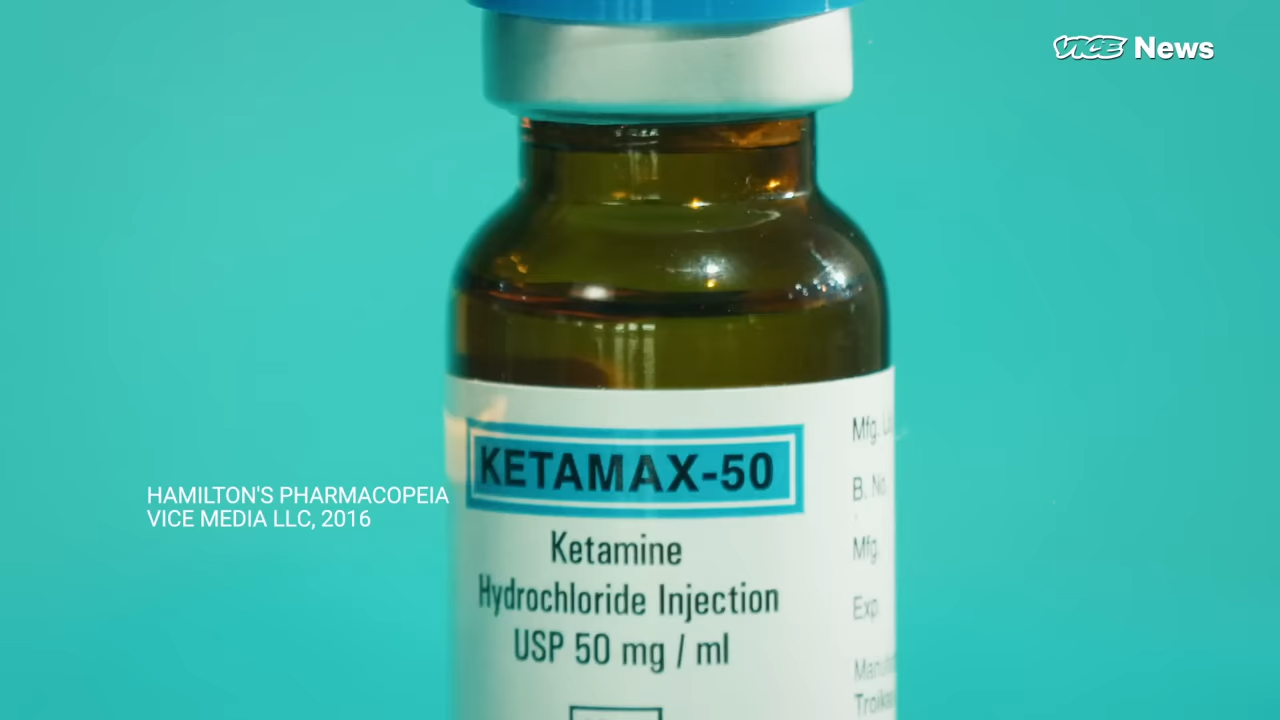 VICE News
KETAMAX-50
HAMILTON'S PHARMACOPEIA
VICE MEDIA LLC, 2016
Ketamine
Hydrochloride Injection
USP 50 mg / ml
Mfg.
B. No.
Mfg.
Exp